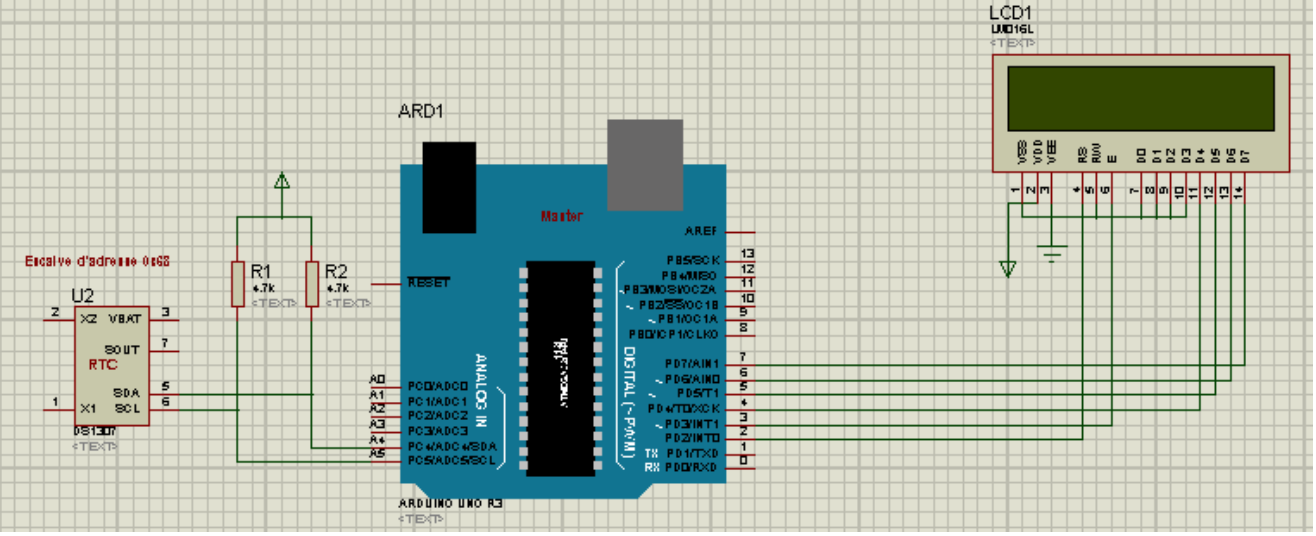 LCD1
LM016L
<TEXT>
VSS VDD VEE RS RW E D0 D1 D2 D3 D4 D5 D6 D7
1 2 3 4 5 6 7 8 9 10 11 12 13 14
ARD1
Master
AREF
RESET
PB5/SCK 13
PB4/MISO 12
~PB3/MOSI/OC2A 11
~ PB2/SS/OC1B 10
~ PB1/OC1A 9
PB0/ICP1/CLKO 8
PD7/AIN1 7
~ PD6/AIN0 6
~ PD5/T1 5
PD4/T0/XCK 4
~ PD3/INT1 3
PD2/INT0 2
TX PD1/TXD 1
RX PD0/RXD 0
DIGITAL (~PWM)
ANALOG IN
A0 PC0/ADC0
A1 PC1/ADC1
A2 PC2/ADC2
A3 PC3/ADC3
A4 PC4/ADC4/SDA
A5 PC5/ADC5/SCL
ARDUINO UNO R3
<TEXT>
R1
4.7k
<TEXT>
R2
4.7k
<TEXT>
Esclave d'adresse 0x68
U2
2 X2 VBAT 3
SOUT 7
RTC
SDA 5
1 X1 SCL 6
DS1307
<TEXT>